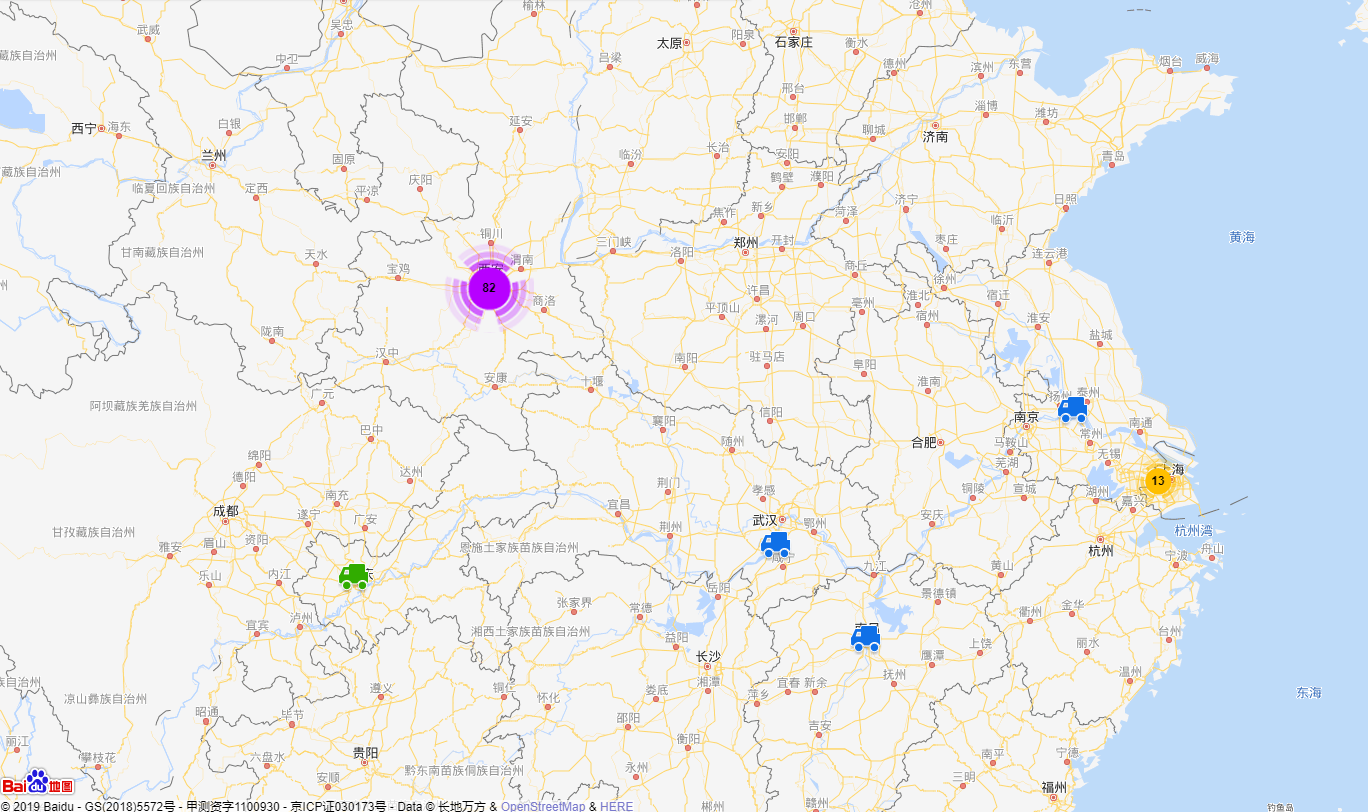 榆林
沧州
吴忠
武威
阳泉
石家庄
太原
衡水
藏族自治州
中卫
吕梁
德州
滨州
东营
烟台
威海
邢台
淄博
潍坊
西宁
海东
白银
延安
邯郸
聊城
济南
兰州
固原
临汾
长治
安阳
青岛
藏族自治州
临夏回族自治州
定西
平凉
庆阳
鹤壁
濮阳
济宁
日照
焦作
新乡
菏泽
临沂
铜川
三门峡
洛阳
郑州
开封
枣庄
黄海
甘南藏族自治州
天水
宝鸡
渭南
商丘
连云港
82
商洛
许昌
徐州
宿迁
平顶山
漯河
周口
亳州
淮北
宿州
淮安
陇南
盐城
汉中
南阳
驻马店
阜阳
安康
十堰
淮南
广元
扬州
泰州
阿坝藏族羌族自治州
襄阳
信阳
南京
南通
巴中
随州
合肥
马鞍山
常州
绵阳
芜湖
无锡
德阳
达州
上海
13
南充
荆门
孝感
铜陵
宣城
湖州
嘉兴
成都
遂宁
广安
宜昌
荆州
武汉
鄂州
安庆
甘孜藏族自治州
杭州湾
雅安
眉山
资阳
恩施土家族苗族自治州
咸宁
杭州
宁波
舟山
乐山
内江
九江
黄山
岳阳
景德镇
张家界
常德
衢州
金华
宜宾
泸州
湘西土家族苗族自治州
益阳
台州
长沙
鹰潭
上饶
丽水
族自治州
凉山彝族自治州
遵义
铜仁
怀化
娄底
湘潭
萍乡
宜春
新余
抚州
温州
东海
昭通
毕节
邵阳
吉安
丽江
攀枝花
六盘水
贵阳
衡阳
南平
宁德
安顺
黔东南苗族侗族自治州
永州
三明
福州
郴州
赣州
钓鱼岛
Bai du 地图
© 2019 Baidu - GS(2018)5572号 - 甲测资字1100930 - 京ICP证030173号 - Data © 长地万方 & OpenStreetMap & HERE